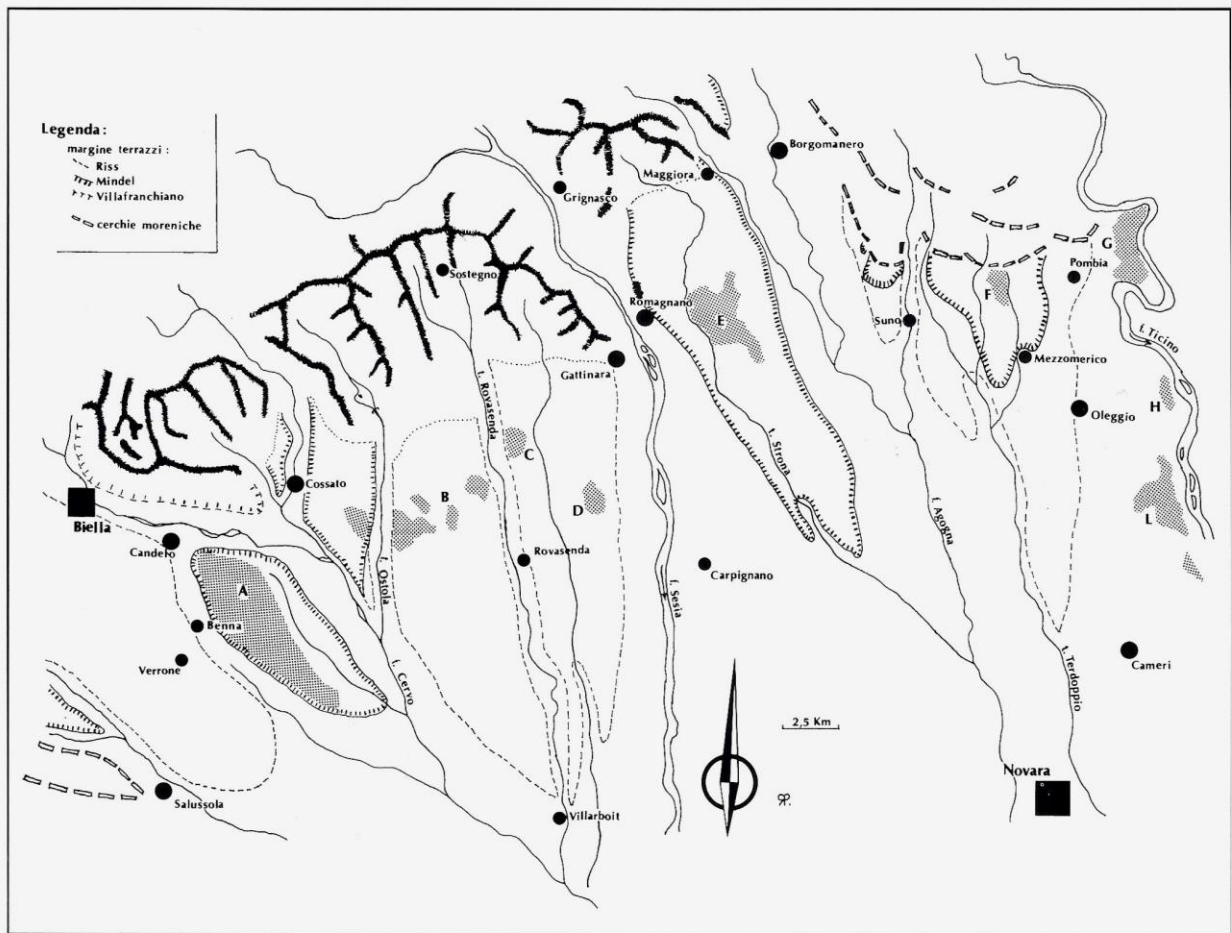 Legenda :
margine terrazzi :
Riss
Mindel
Villafranchiano
cerchie moreniche
Borgomanero
Maggiora
Grignasco
G
Pombia
Sostegno
F
Romagnano
E
Suno
f. Ticino
Gattinara
Mezzomerico
t. Rovasenda
H
Oleggio
C
t. Strona
Cossato
B
Biella
D
L
f. Agogna
Candelo
Rovasenda
t. Ostola
Carpignano
f. Sesia
A
Benna
Verrone
t. Cervo
t. Terdoppio
Cameri
2,5 Km
Novara
Salussola
Villarboit